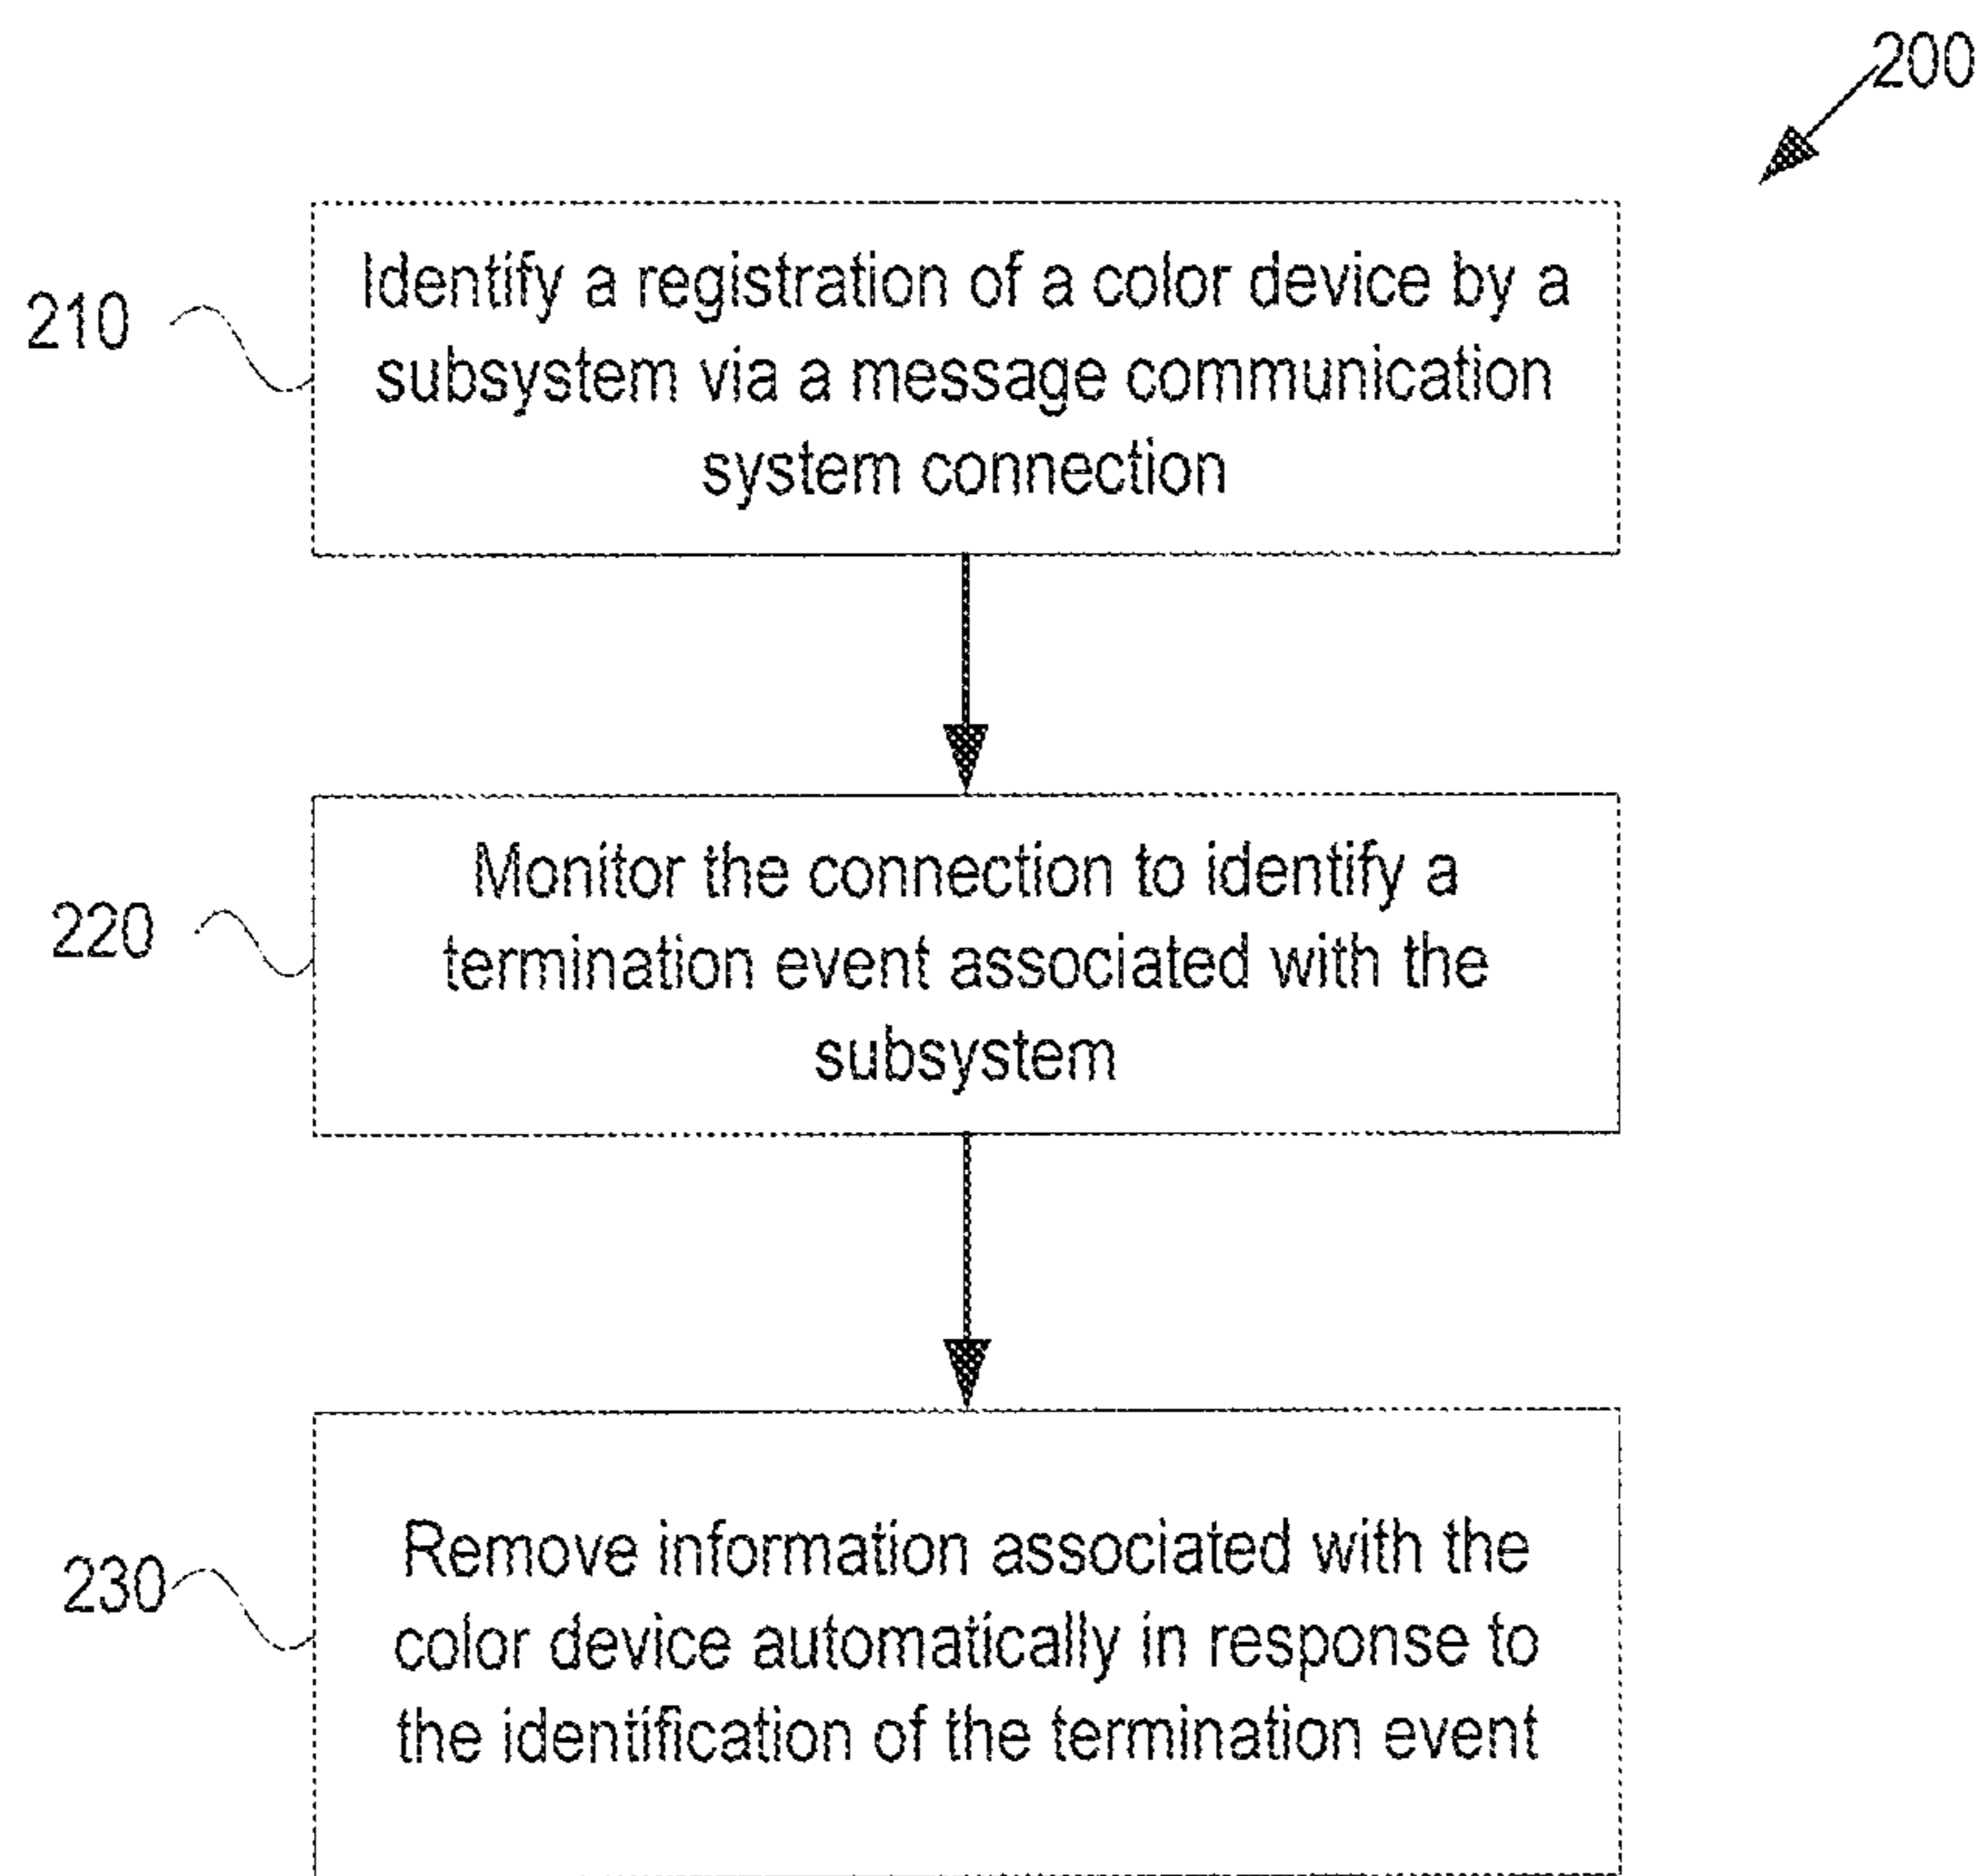 200
210
Identify a registration of a color device by a
subsystem via a message communication
system connection
220
Monitor the connection to identify a
termination event associated with the
subsystem
230
Remove information associated with the
color device automatically in response to
the identification of the termination event